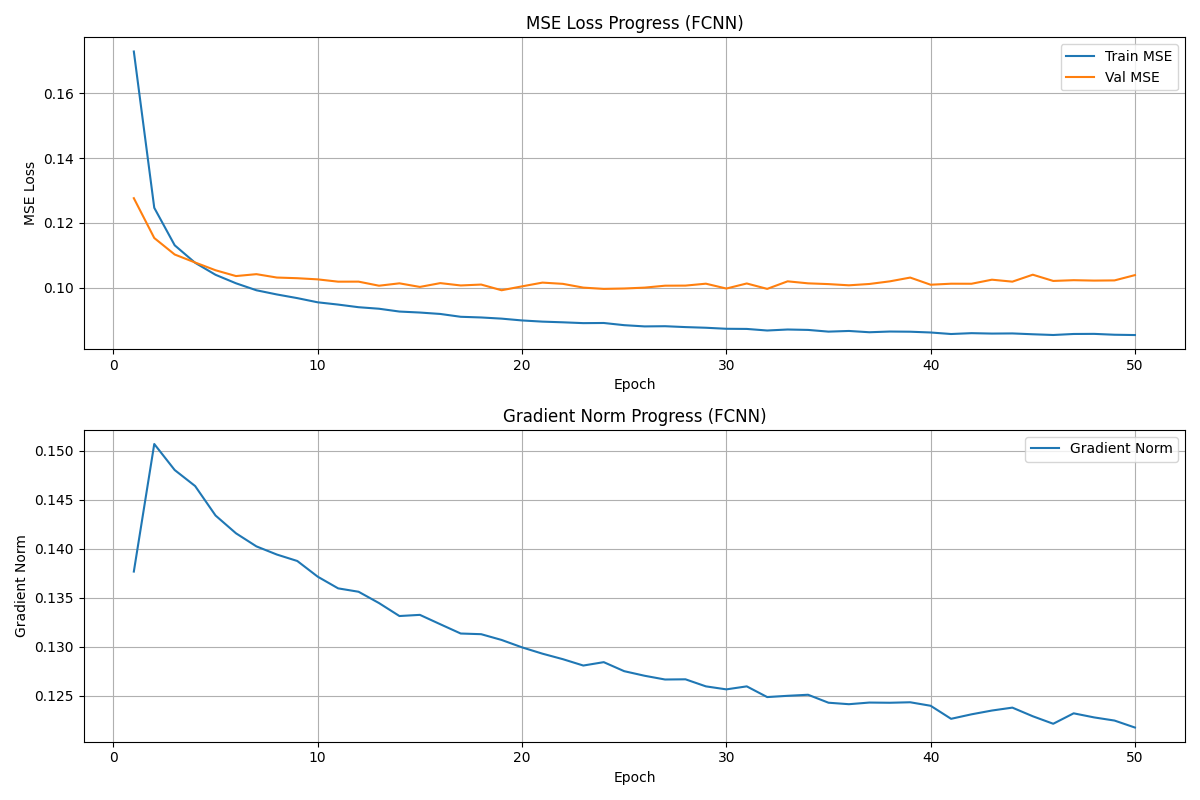 MSE Loss Progress (FCNN)
Train MSE
Val MSE
MSE Loss
0.16
0.14
0.12
0.10
0 10 20 30 40 50
Epoch
Gradient Norm Progress (FCNN)
Gradient Norm
Gradient Norm
0.150
0.145
0.140
0.135
0.130
0.125
0 10 20 30 40 50
Epoch